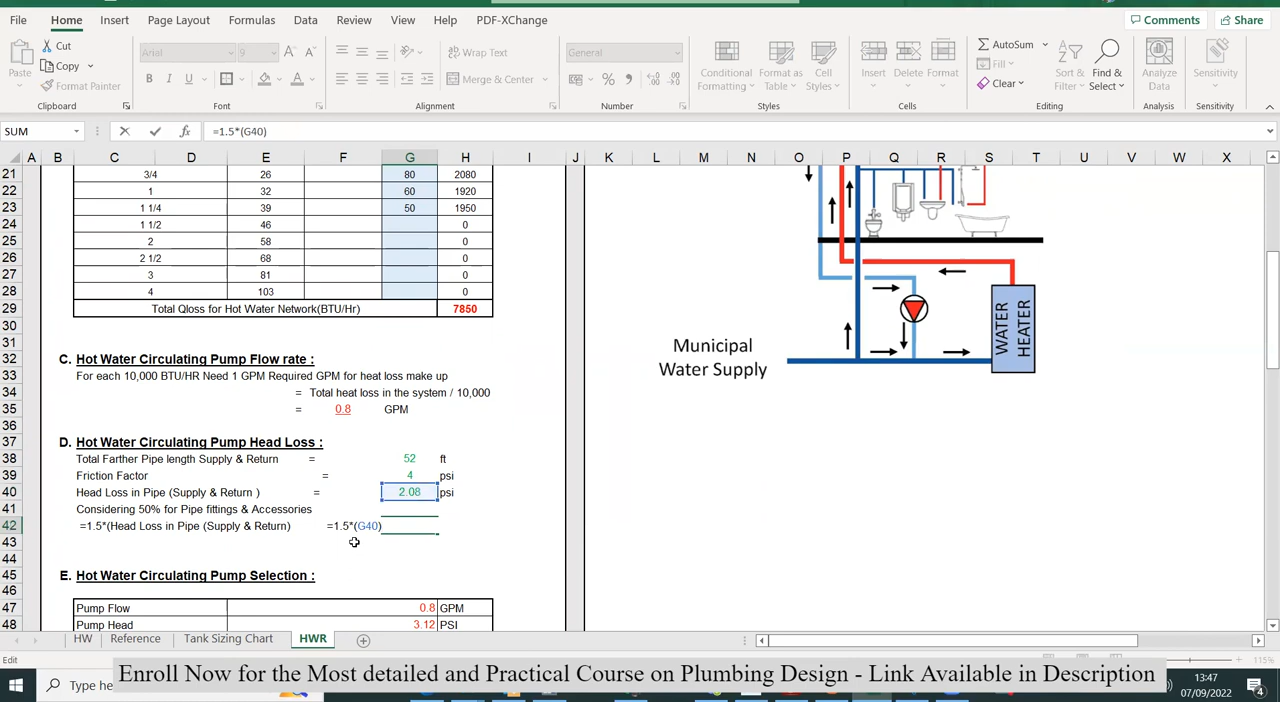 File Home Insert Page Layout Formulas Data Review View Help PDF-XChange Comments Share
Cut
Copy
Format Painter
Paste
Arial 9
Wrap Text
Merge & Center
General
Conditional Formatting
Format Table
Cell Styles
Insert Delete Format
AutoSum
Fill
Clear
Sort Filter
Find & Select
Analyze Data
Sensitivity
Clipboard Font Alignment Number Styles Cells Editing Analysis Sensitivity
SUM =1.5*(G40)
A B C D E F G H I J K L M N O P Q R S T U V W X
21 3/4 26 80 2080
22 1 32 60 1920
23 1 1/4 39 50 1950
24 1 1/2 46 0
25 2 58 0
26 2 1/2 68 0
27 3 81 0
28 4 103 0
29 Total Qloss for Hot Water Network(BTU/Hr) 7850
30
31
32 C. Hot Water Circulating Pump Flow rate :
33 For each 10,000 BTU/HR Need 1 GPM Required GPM for heat loss make up
34 = Total heat loss in the system / 10,000
35 = 0.8 GPM
36
37 D. Hot Water Circulating Pump Head Loss :
38 Total Farther Pipe length Supply & Return = 52 ft
39 Friction Factor = 4 psi
40 Head Loss in Pipe (Supply & Return ) = 2.08 psi
41 Considering 50% for Pipe fittings & Accessories
42 =1.5*(Head Loss in Pipe (Supply & Return) =1.5*(G40)
43
44
45 E. Hot Water Circulating Pump Selection :
46
47 Pump Flow 0.8 GPM
48 Pump Head 3.12 PSI
WATER HEATER
Municipal
Water Supply
HW Reference Tank Sizing Chart HWR
Edit 115%
Enroll Now for the Most detailed and Practical Course on Plumbing Design - Link Available in Description
Type he
13:47
07/09/2022
4